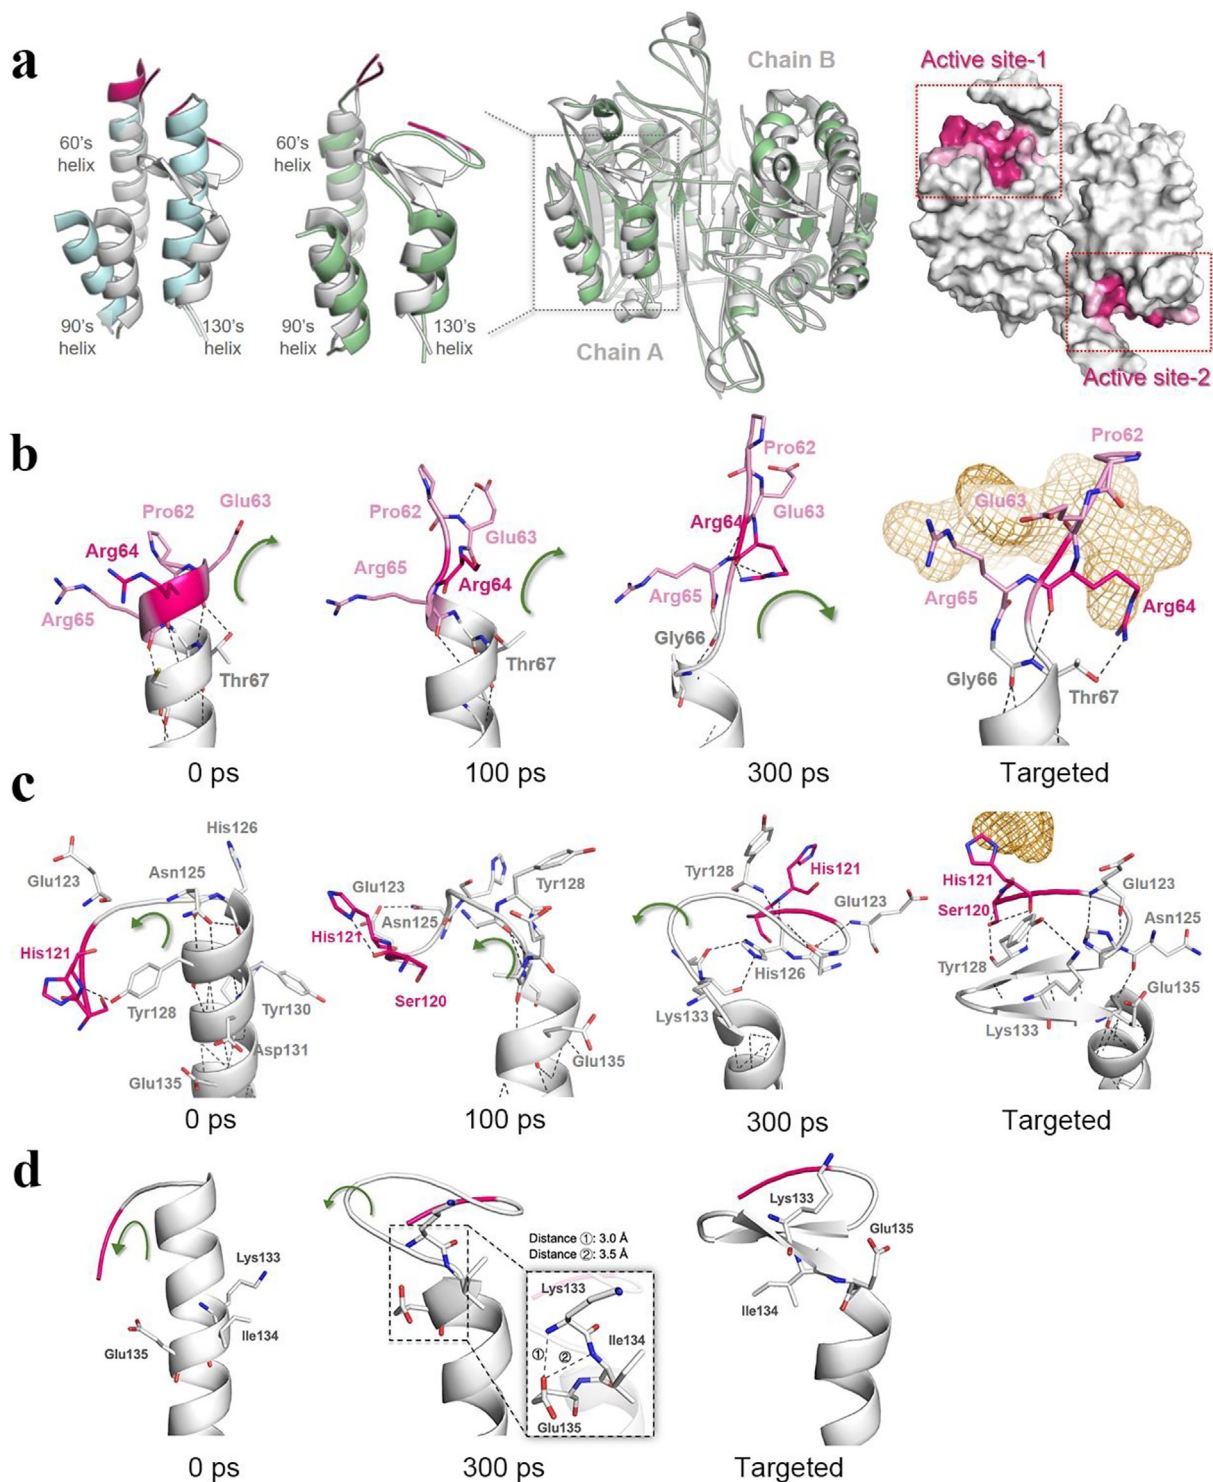 a
60's
helix
90's
helix
130's
helix
60's
helix
90's
helix
130's
helix
Chain B
Chain A
Active site-1
Active site-2
b
Pro62
Glu63
Arg64
Arg65
Thr67
0 ps
Pro62
Glu63
Arg65
Arg64
Thr67
100 ps
Pro62
Arg64
Glu63
Arg65
Gly66
300 ps
Pro62
Glu63
Arg65
Arg64
Gly66
Thr67
Targeted
c
His126
Glu123
Asn125
His121
Tyr128
Tyr130
Asp131
Glu135
0 ps
Glu123
Tyr128
Asn125
His121
Ser120
Glu135
100 ps
Tyr128
His121
Glu123
His126
Lys133
300 ps
His121
Glu123
Ser120
Asn125
Tyr128
Glu135
Lys133
Targeted
d
Lys133
Ile134
Glu135
0 ps
Distance ①: 3.0 Å
Distance ②: 3.5 Å
Lys133
Ile134
①
②
Glu135
300 ps
Lys133
Glu135
Ile134
Targeted